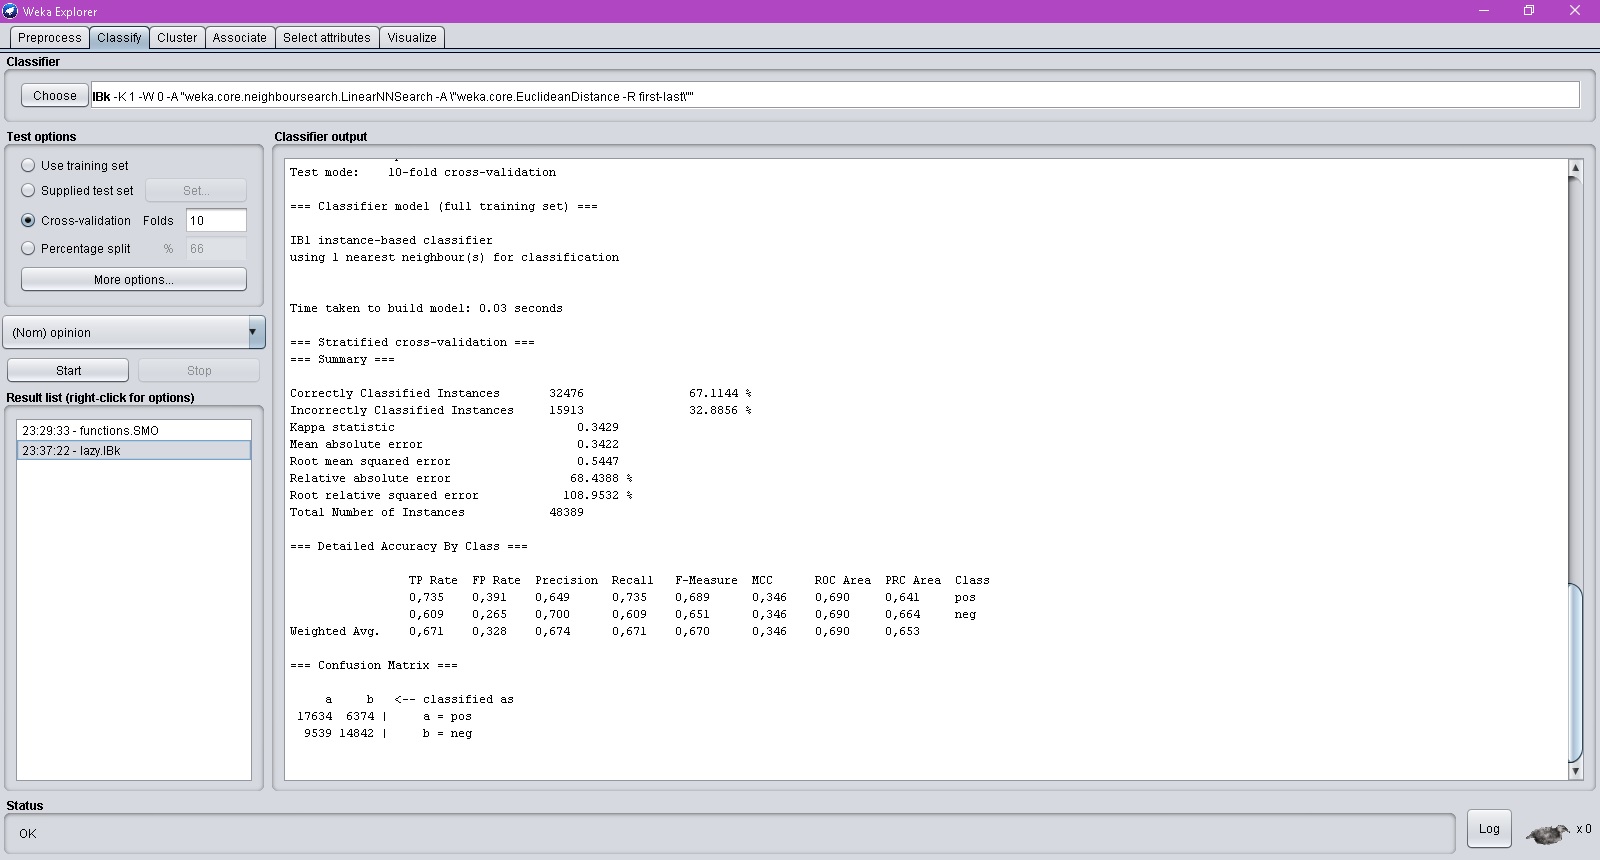 Weka Explorer
Preprocess Classify Cluster Associate Select attributes Visualize
Classifier
Choose IBk -K 1 -W 0 -A "weka.core.neighboursearch.LinearNNSearch -A \"weka.core.EuclideanDistance -R first-last\""
Test options
Use training set
Supplied test set Set...
Cross-validation Folds 10
Percentage split % 66
More options...
(Nom) opinion
Start Stop
Result list (right-click for options)
23:29:33 - functions.SMO
23:37:22 - lazy.IBk
Classifier output
Test mode: 10-fold cross-validation
=== Classifier model (full training set) ===
IB1 instance-based classifier
using 1 nearest neighbour(s) for classification
Time taken to build model: 0.03 seconds
=== Stratified cross-validation ===
=== Summary ===
Correctly Classified Instances 32476 67.1144 %
Incorrectly Classified Instances 15913 32.8856 %
Kappa statistic 0.3429
Mean absolute error 0.3422
Root mean squared error 0.5447
Relative absolute error 68.4388 %
Root relative squared error 108.9532 %
Total Number of Instances 48389
=== Detailed Accuracy By Class ===
TP Rate FP Rate Precision Recall F-Measure MCC ROC Area PRC Area Class
0,735 0,391 0,649 0,735 0,689 0,346 0,690 0,641 pos
0,609 0,265 0,700 0,609 0,651 0,346 0,690 0,664 neg
Weighted Avg. 0,671 0,328 0,674 0,671 0,670 0,346 0,690 0,653
=== Confusion Matrix ===
a b <-- classified as
17634 6374 | a = pos
9539 14842 | b = neg
Status
OK
Log
x 0